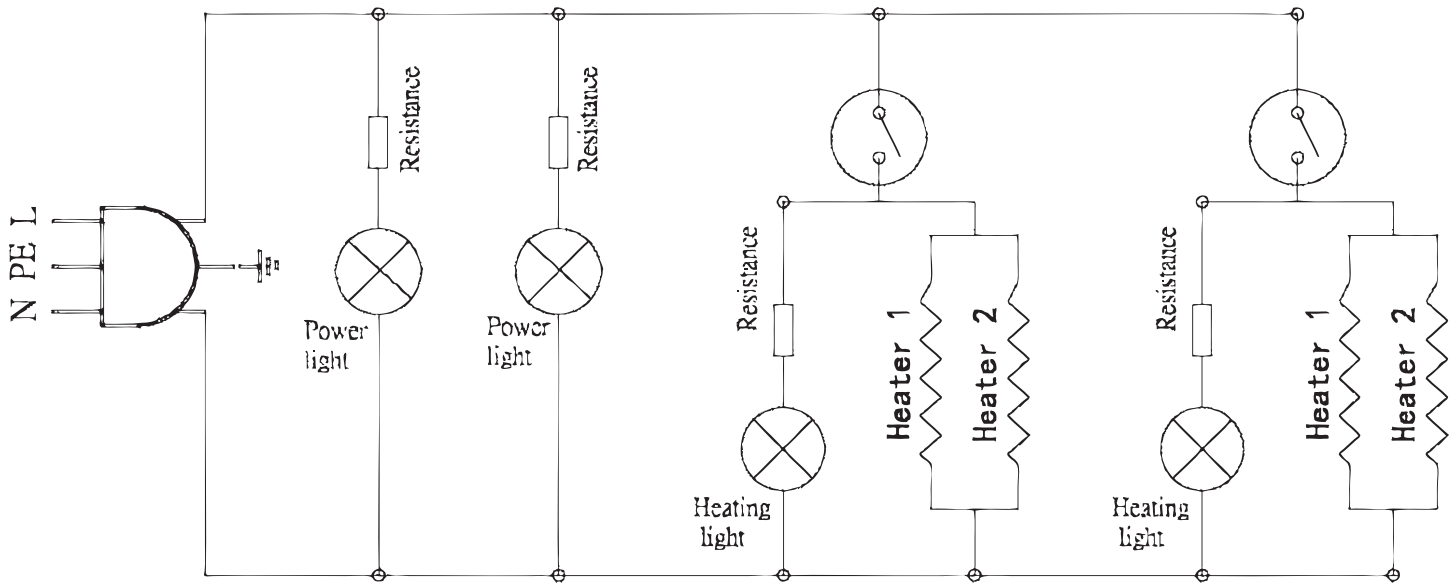 N PE L
Resistance
Power
light
Resistance
Power
light
Resistance
Heating
light
Heater 1
Heater 2
Resistance
Heating
light
Heater 1
Heater 2